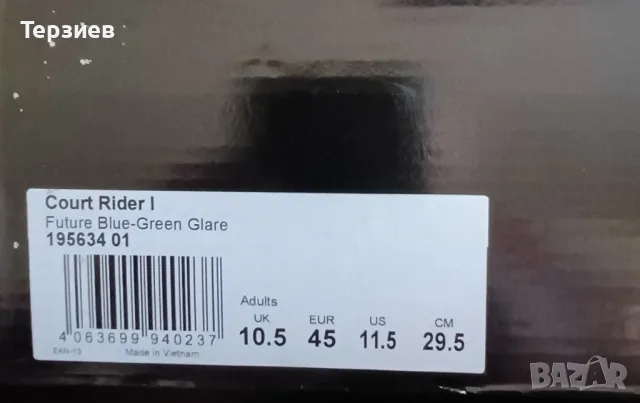 Терзиев
Court Rider I
Future Blue-Green Glare
195634 01
Adults
UK EUR US CM
10.5 45 11.5 29.5
4 063699 940237
EAN-13 Made in Vietnam
BAZAR